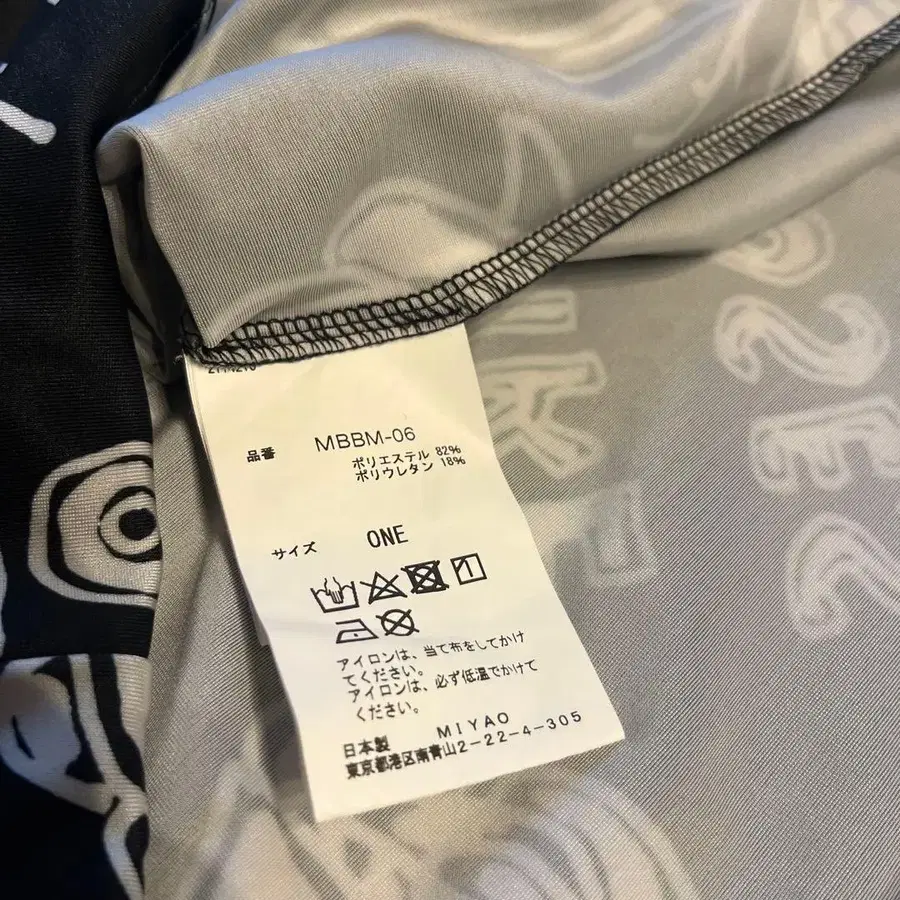 品番 MBBM-06
ポリエステル 82%
ポリウレタン 18%
サイズ ONE
アイロンは、当て布をしてかけ
てください。
アイロンは、必ず低温でかけて
ください。
日本製 MIYAO
東京都港区南青山2-22-4-305